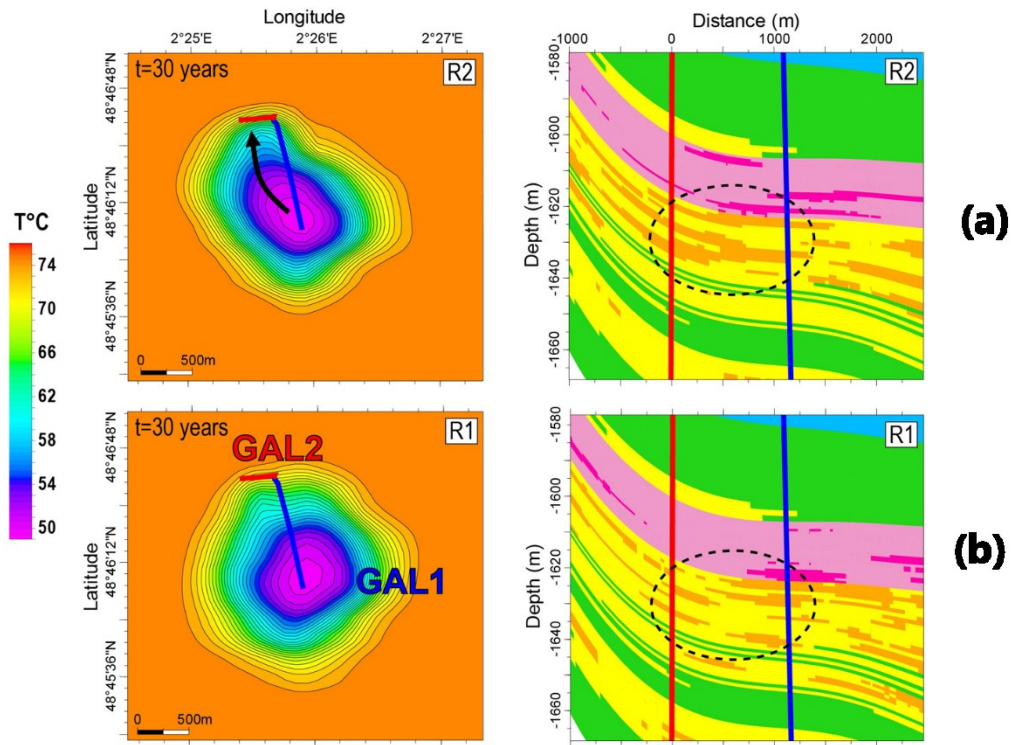 Longitude
2°25'E 2°26'E 2°27'E
t=30 years
R2
Latitude
48°46'48"N
48°46'12"N
48°45'36"N
0 500m
Distance (m)
-1000 0 1000 2000
R2
Depth (m)
-1580
-1600
-1620
-1640
-1660
(a)
T°C
74
70
66
62
58
54
50
t=30 years
R1
GAL2
GAL1
Latitude
48°46'48"N
48°46'12"N
48°45'36"N
0 500m
R1
Depth (m)
-1580
-1600
-1620
-1640
-1660
(b)